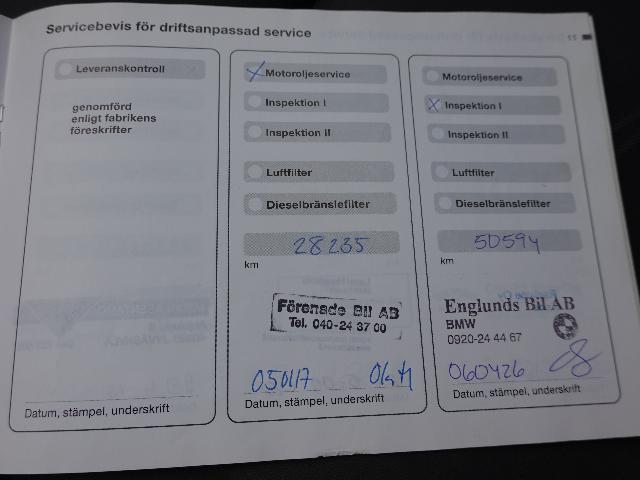 Servicebevis för driftsanpassad service
Leveranskontroll
genomförd
enligt fabrikens
föreskrifter
Datum, stämpel, underskrift
X Motoroljeservice
Inspektion I
Inspektion II
Luftfilter
Dieselbränslefilter
28235
km
Förenade Bil AB
Tel. 040-24 37 00
050117
Datum, stämpel, underskrift
Motoroljeservice
X Inspektion I
Inspektion II
Luftfilter
Dieselbränslefilter
50594
km
Englunds Bil AB
BMW
0920-24 44 67
060426
Datum, stämpel, underskrift